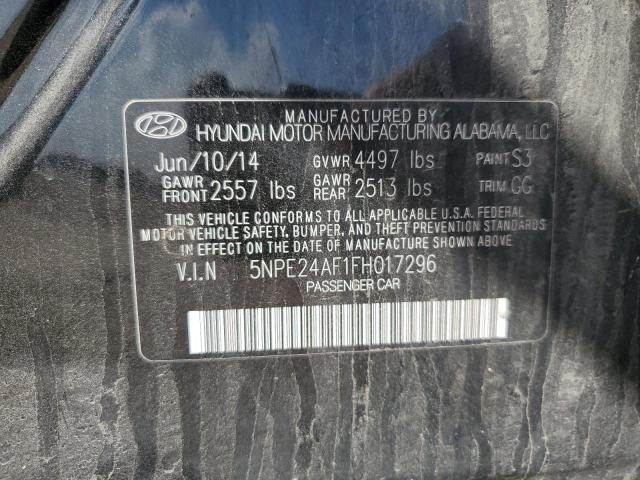 MANUFACTURED BY
HYUNDAI MOTOR MANUFACTURING ALABAMA, LLC
Jun/10/14 GVWR 4497 lbs PAINT S3
GAWR FRONT 2557 lbs GAWR REAR 2513 lbs TRIM GG
THIS VEHICLE CONFORMS TO ALL APPLICABLE U.S.A. FEDERAL
MOTOR VEHICLE SAFETY, BUMPER, AND THEFT PREVENTION STANDARDS
IN EFFECT ON THE DATE OF MANUFACTURE SHOWN ABOVE.
V.I.N 5NPE24AF1FH017296
PASSENGER CAR